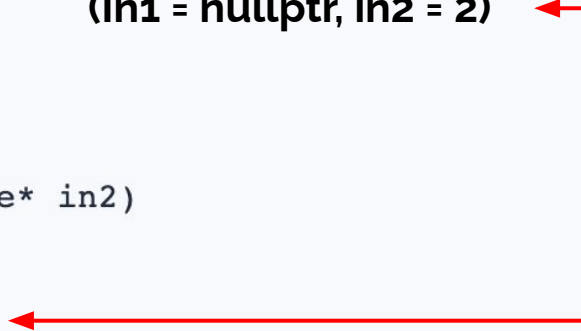 (in1 = nullptr, in2 = 2)
e* in2)